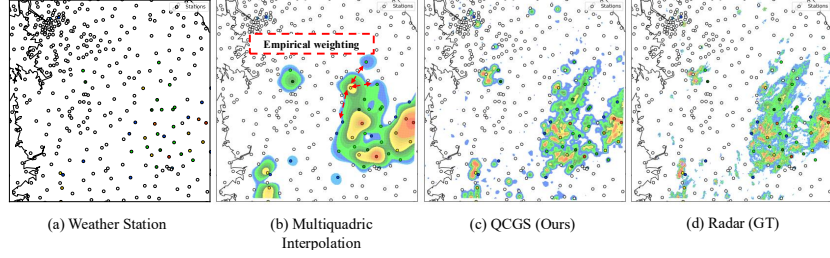 Stations
Stations
Stations
Stations
Empirical weighting
(a) Weather Station
(b) Multiquadric
Interpolation
(c) QCGS (Ours)
(d) Radar (GT)